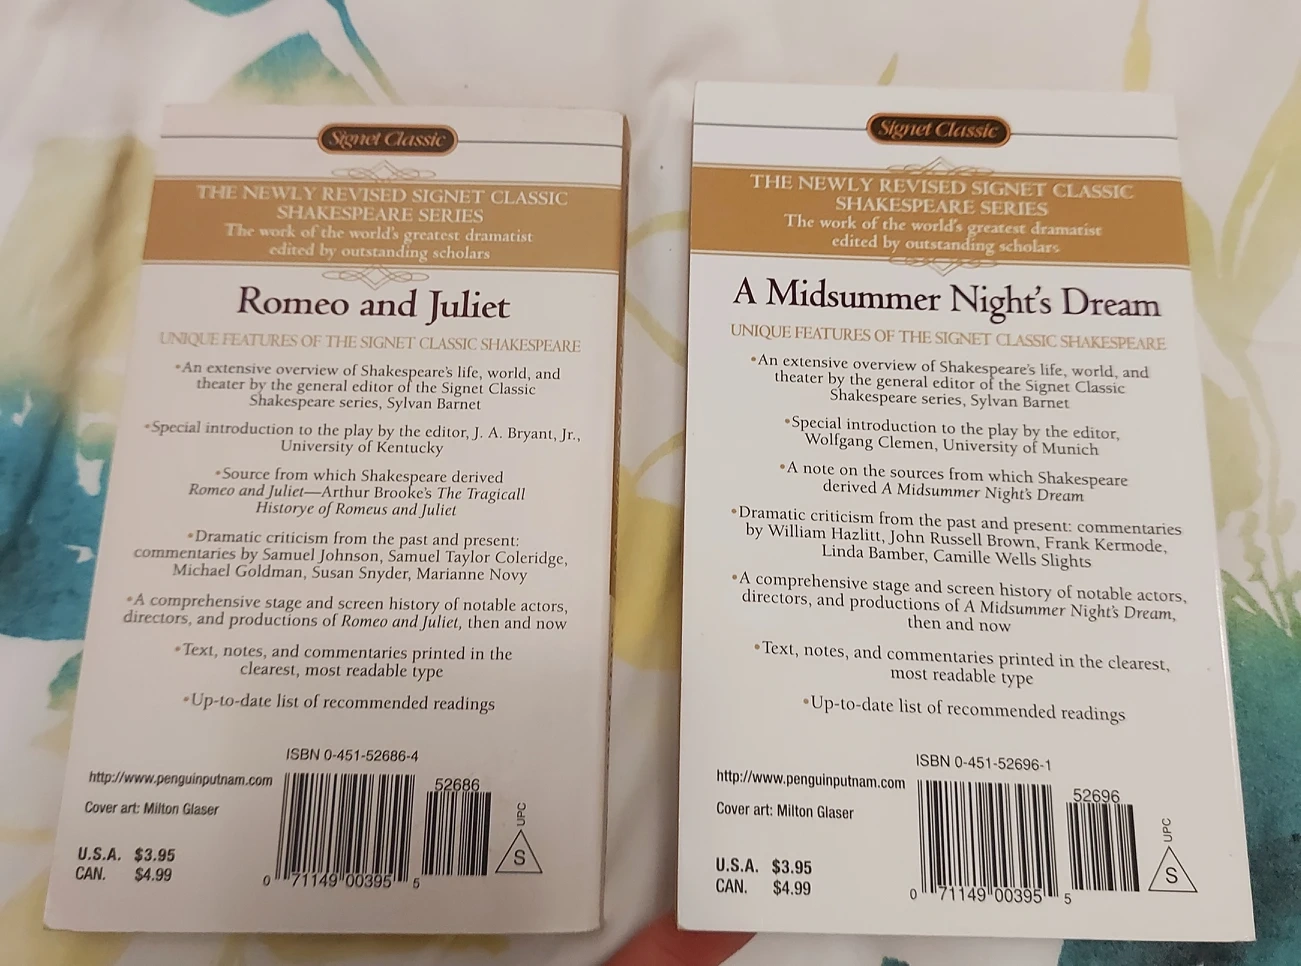 Signet Classic
THE NEWLY REVISED SIGNET CLASSIC
SHAKESPEARE SERIES
The work of the world's greatest dramatist
edited by outstanding scholars
Romeo and Juliet
UNIQUE FEATURES OF THE SIGNET CLASSIC SHAKESPEARE
•An extensive overview of Shakespeare's life, world, and
theater by the general editor of the Signet Classic
Shakespeare series, Sylvan Barnet
•Special introduction to the play by the editor, J. A. Bryant, Jr.,
University of Kentucky
•Source from which Shakespeare derived
Romeo and Juliet—Arthur Brooke's The Tragicall
Historye of Romeus and Juliet
•Dramatic criticism from the past and present:
commentaries by Samuel Johnson, Samuel Taylor Coleridge,
Michael Goldman, Susan Snyder, Marianne Novy
•A comprehensive stage and screen history of notable actors,
directors, and productions of Romeo and Juliet, then and now
•Text, notes, and commentaries printed in the
clearest, most readable type
•Up-to-date list of recommended readings
ISBN 0-451-52686-4
http://www.penguinputnam.com
52686
Cover art: Milton Glaser
UPC
S
U.S.A. $3.95
CAN. $4.99
0 71149 00395 5
Signet Classic
THE NEWLY REVISED SIGNET CLASSIC
SHAKESPEARE SERIES
The work of the world's greatest dramatist
edited by outstanding scholars
A Midsummer Night's Dream
UNIQUE FEATURES OF THE SIGNET CLASSIC SHAKESPEARE
•An extensive overview of Shakespeare's life, world, and
theater by the general editor of the Signet Classic
Shakespeare series, Sylvan Barnet
•Special introduction to the play by the editor,
Wolfgang Clemen, University of Munich
•A note on the sources from which Shakespeare
derived A Midsummer Night's Dream
•Dramatic criticism from the past and present: commentaries
by William Hazlitt, John Russell Brown, Frank Kermode,
Linda Bamber, Camille Wells Slights
•A comprehensive stage and screen history of notable actors,
directors, and productions of A Midsummer Night's Dream,
then and now
•Text, notes, and commentaries printed in the clearest,
most readable type
•Up-to-date list of recommended readings
ISBN 0-451-52696-1
http://www.penguinputnam.com
52696
Cover art: Milton Glaser
UPC
S
U.S.A. $3.95
CAN. $4.99
0 71149 00395 5